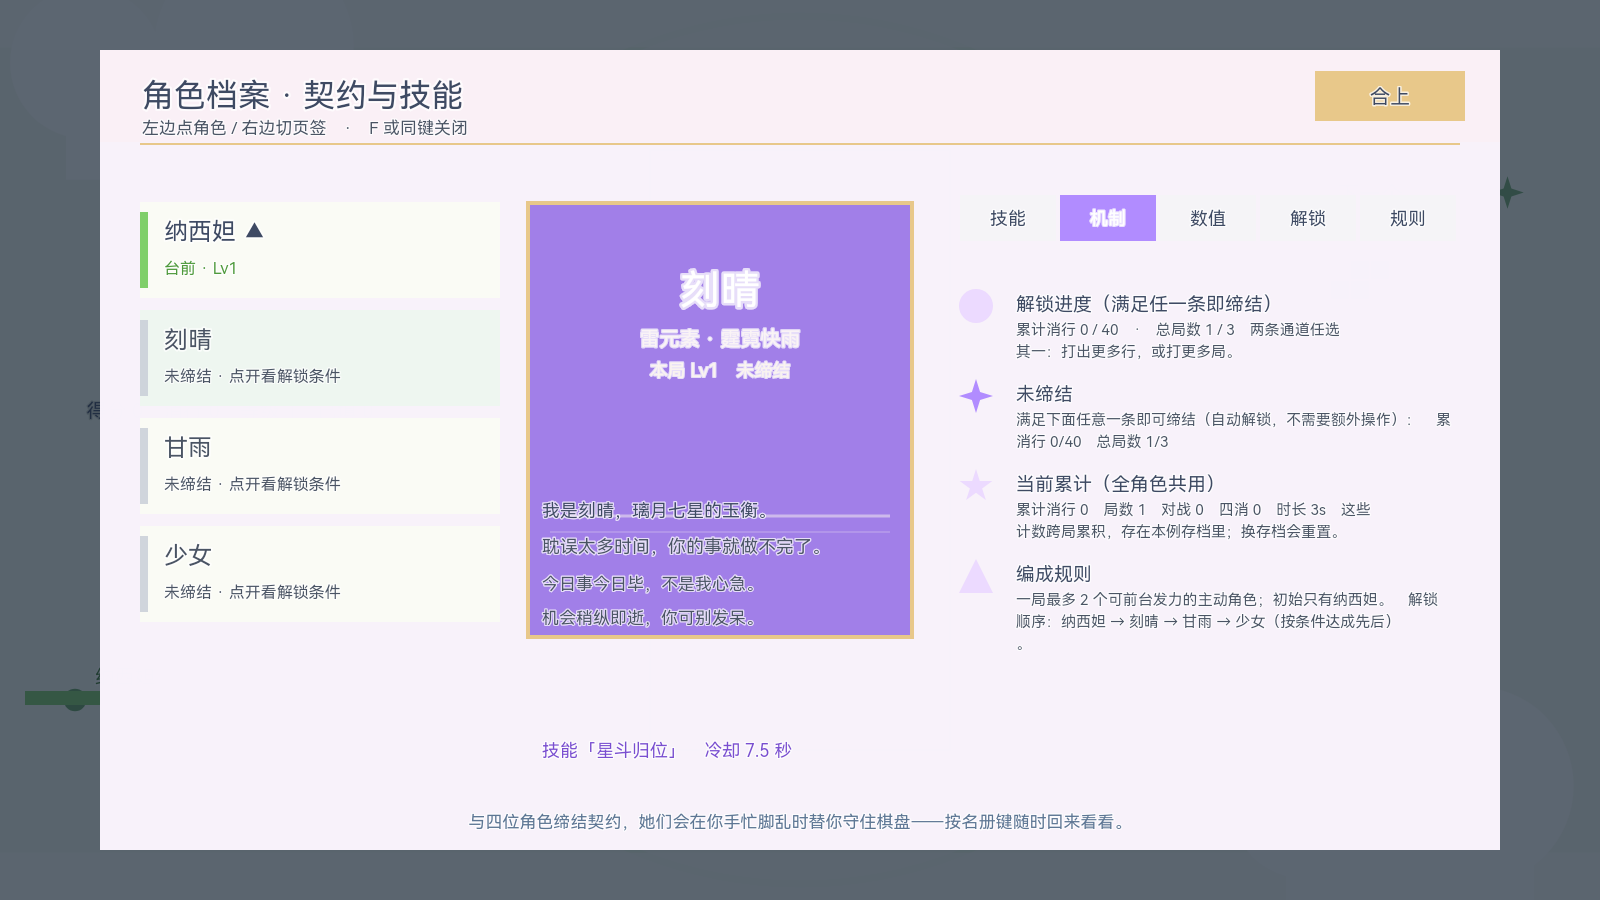 角色档案 · 契约与技能
左边点角色 / 右边切页签 · F 或同键关闭
合上
纳西妲 ▲
台前 · Lv1
刻晴
未缔结 · 点开看解锁条件
甘雨
未缔结 · 点开看解锁条件
少女
未缔结 · 点开看解锁条件
刻晴
雷元素 · 霆霓快雨
本局 Lv1 未缔结
我是刻晴，璃月七星的玉衡。
耽误太多时间，你的事就做不完了。
今日事今日毕，不是我心急。
机会稍纵即逝，你可别发呆。
技能「星斗归位」 冷却 7.5 秒
技能 机制 数值 解锁 规则
解锁进度（满足任一条即缔结）
累计消行 0 / 40 · 总局数 1 / 3 两条通道任选
其一：打出更多行，或打更多局。
未缔结
满足下面任意一条即可缔结（自动解锁，不需要额外操作）： 累
消行 0/40 总局数 1/3
当前累计（全角色共用）
累计消行 0 局数 1 对战 0 四消 0 时长 3s 这些
计数跨局累积，存在本例存档里；换存档会重置。
编成规则
一局最多 2 个可前台发力的主动角色；初始只有纳西妲。 解锁
顺序：纳西妲 → 刻晴 → 甘雨 → 少女（按条件达成先后）
。
与四位角色缔结契约，她们会在你手忙脚乱时替你守住棋盘——按名册键随时回来看看。
得